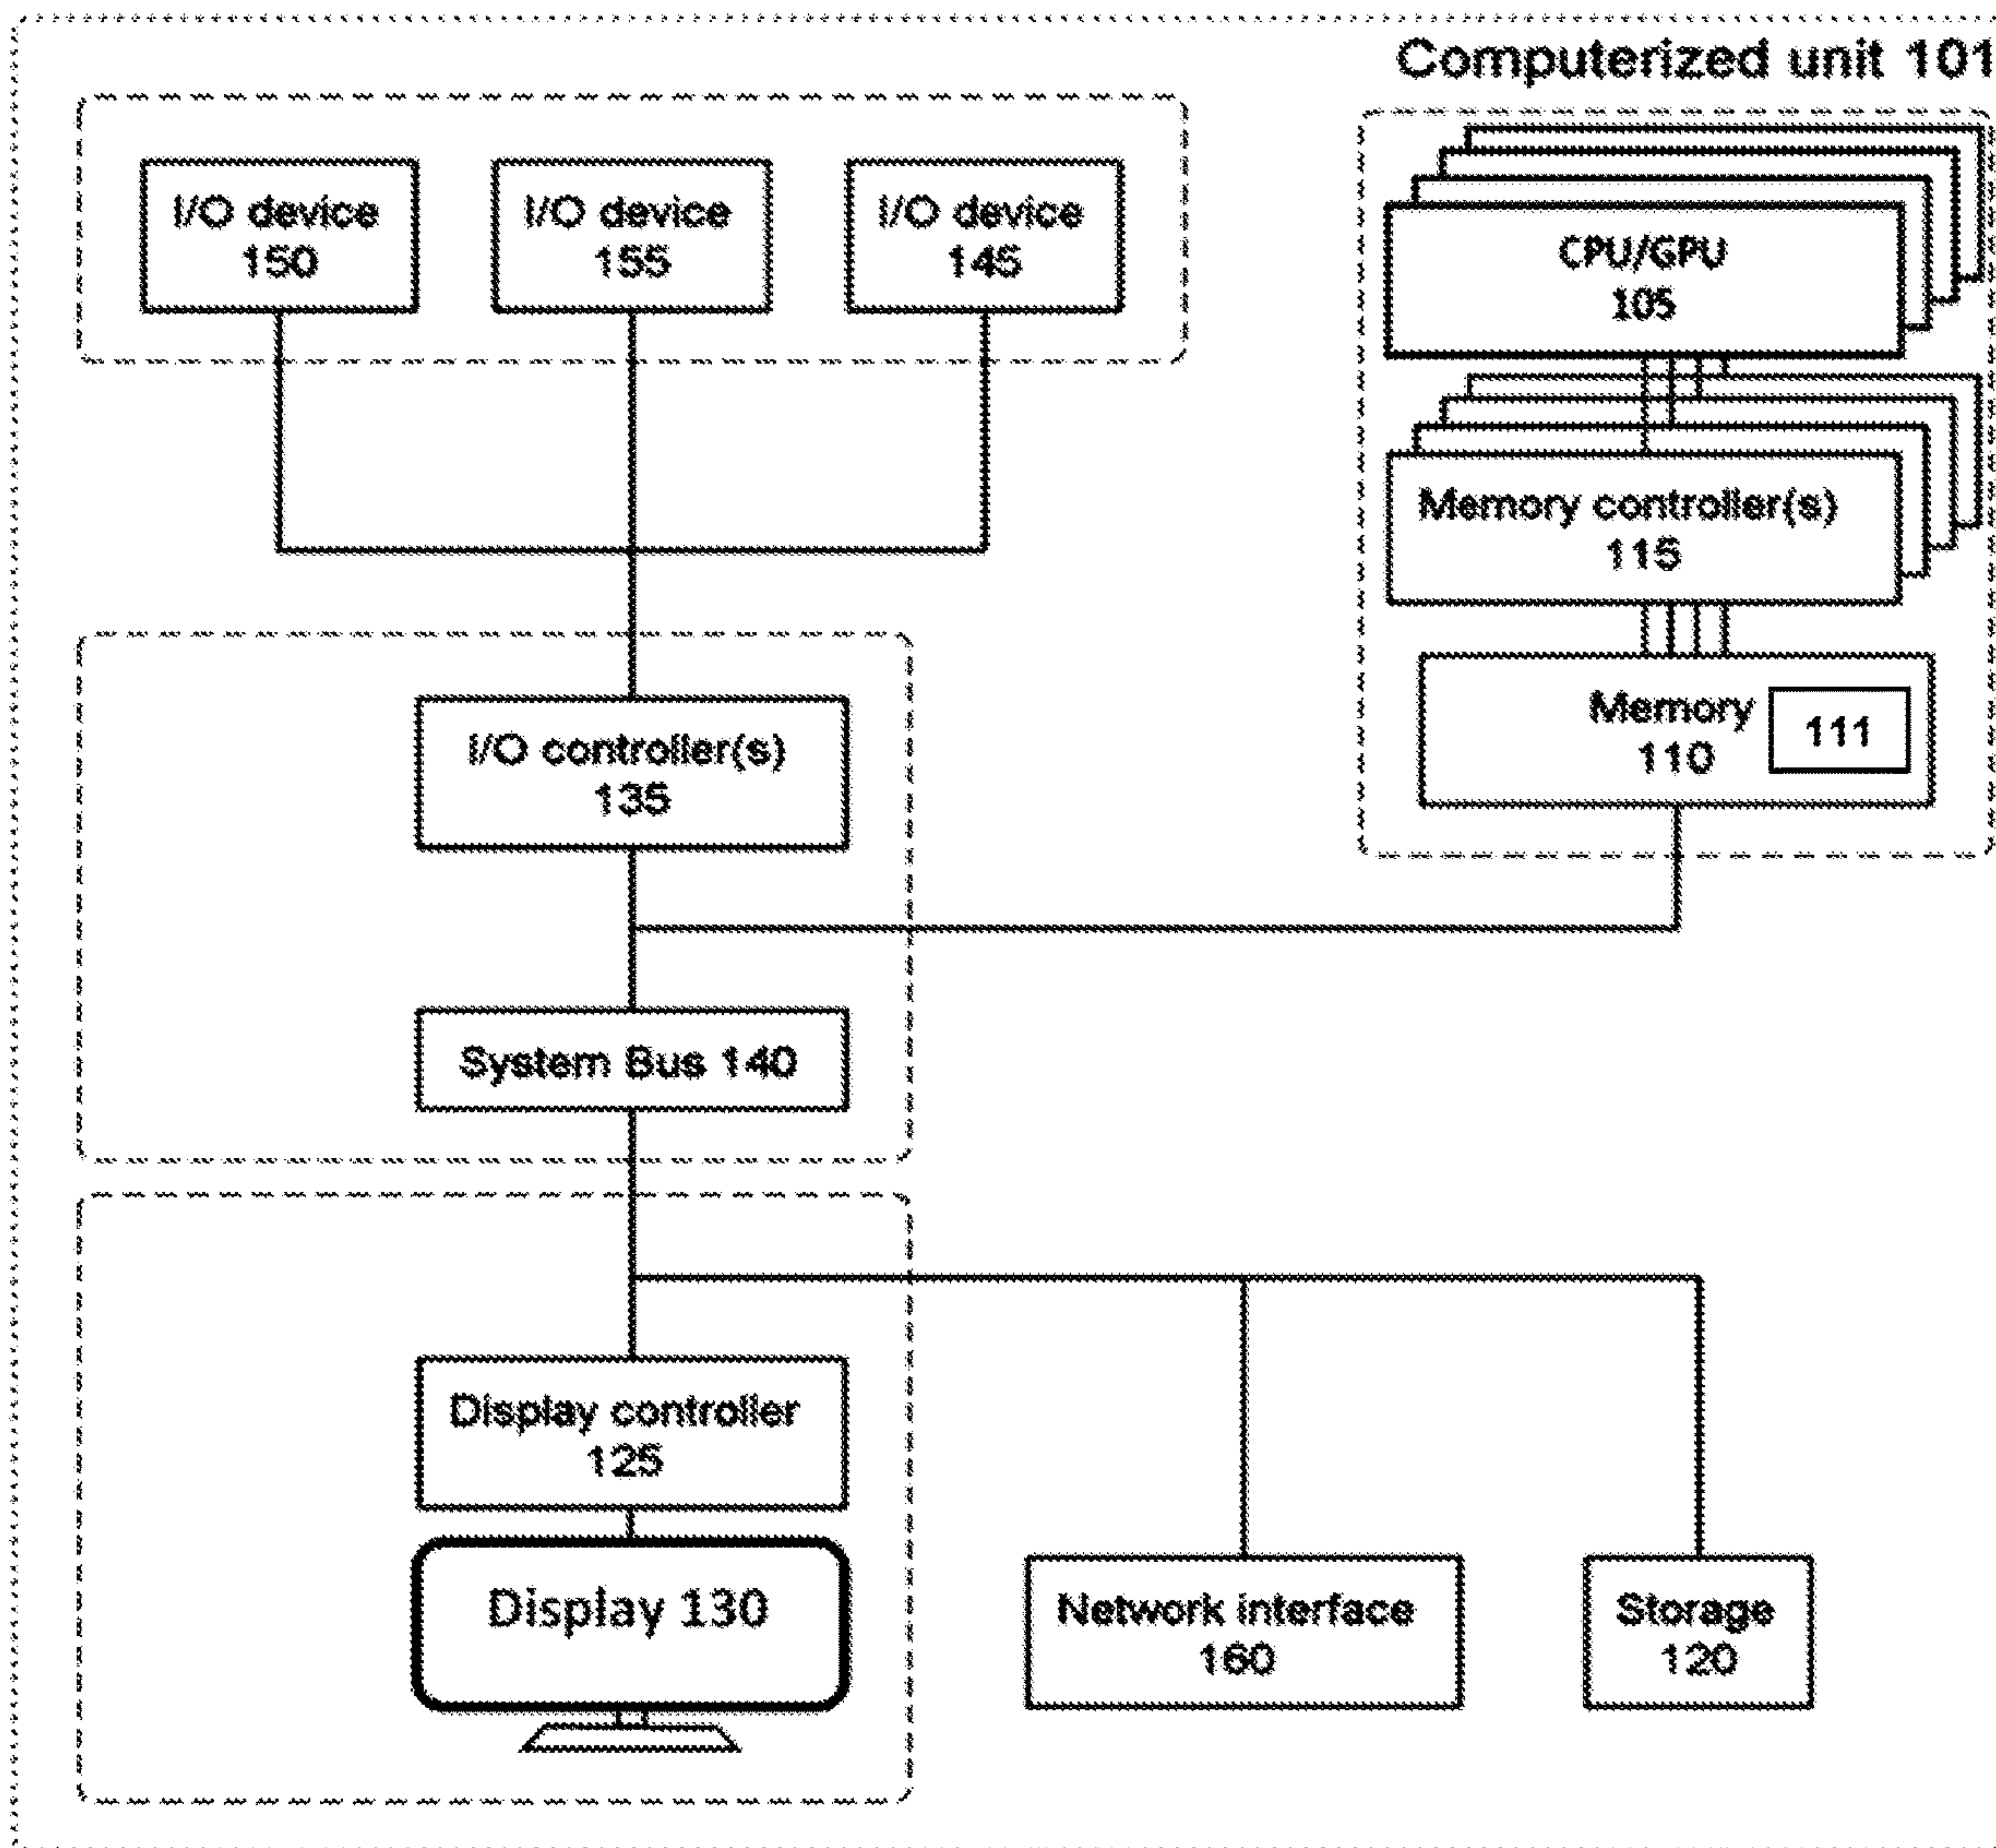 Computerized unit 101
I/O device
150
I/O device
155
I/O device
145
CPU/GPU
105
Memory controller(s)
115
Memory
110
111
I/O controller(s)
135
System Bus 140
Display controller
125
Display 130
Network interface
160
Storage
120